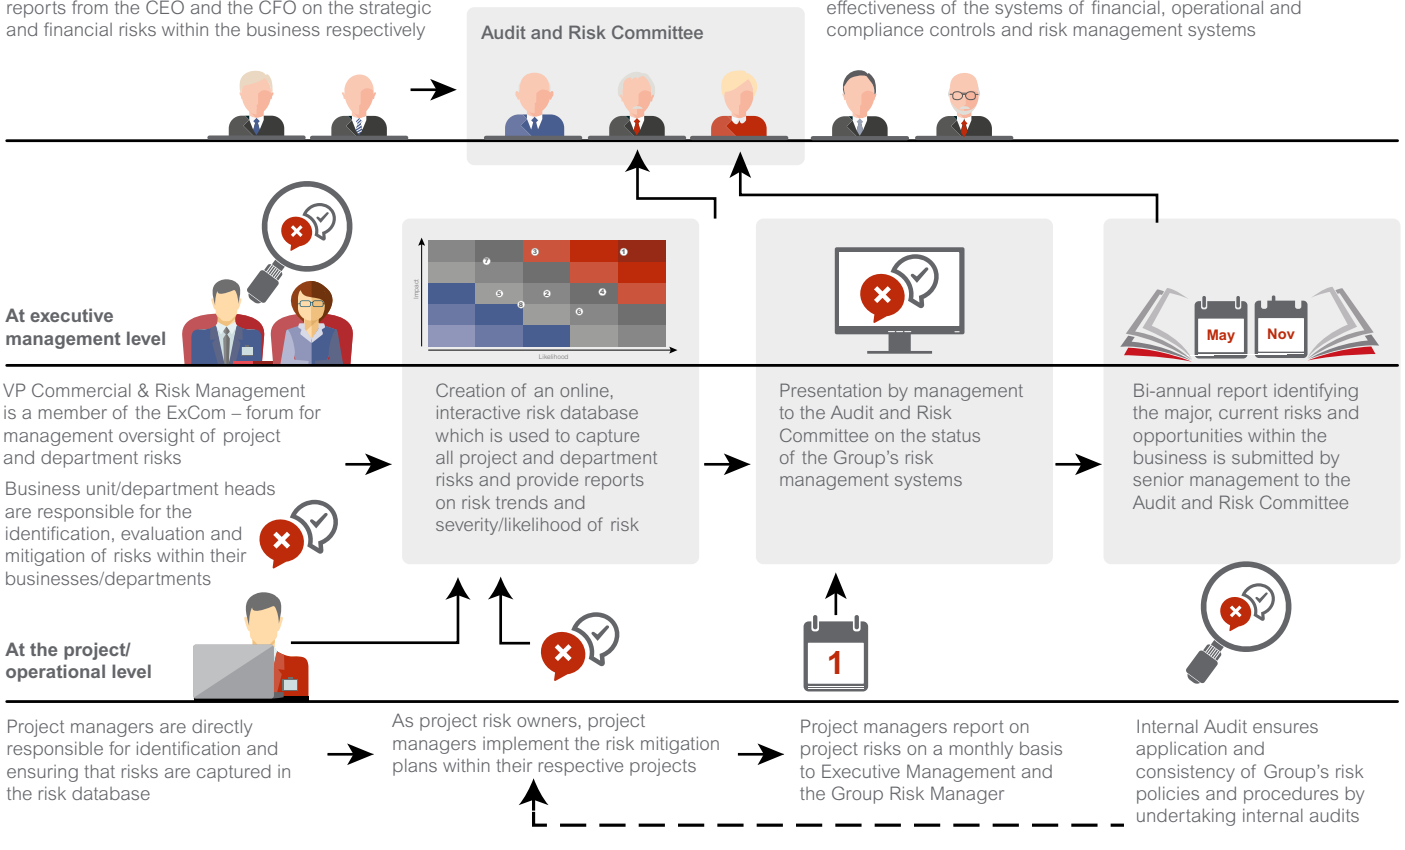 reports from the CEO and the CFO on the strategic
and financial risks within the business respectively
Audit and Risk Committee
effectiveness of the systems of financial, operational and
compliance controls and risk management systems
At executive
management level
Impact
7
3
1
5
2
4
8
6
Likelihood
May
Nov
VP Commercial & Risk Management
is a member of the ExCom – forum for
management oversight of project
and department risks
Business unit/department heads
are responsible for the
identification, evaluation and
mitigation of risks within their
businesses/departments
Creation of an online,
interactive risk database
which is used to capture
all project and department
risks and provide reports
on risk trends and
severity/likelihood of risk
Presentation by management
to the Audit and Risk
Committee on the status
of the Group's risk
management systems
Bi-annual report identifying
the major, current risks and
opportunities within the
business is submitted by
senior management to the
Audit and Risk Committee
At the project/
operational level
1
Project managers are directly
responsible for identification and
ensuring that risks are captured in
the risk database
As project risk owners, project
managers implement the risk mitigation
plans within their respective projects
Project managers report on
project risks on a monthly basis
to Executive Management and
the Group Risk Manager
Internal Audit ensures
application and
consistency of Group's risk
policies and procedures by
undertaking internal audits